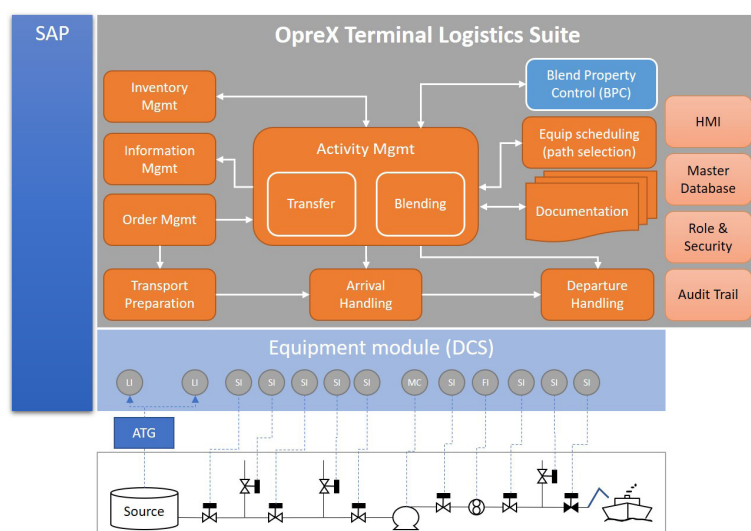 SAP
OpreX Terminal Logistics Suite
Inventory
Mgmt
Blend Property
Control (BPC)
HMI
Information
Mgmt
Activity Mgmt
Equip scheduling
(path selection)
Master
Database
Order Mgmt
Transfer
Blending
Documentation
Role &
Security
Transport
Preparation
Arrival
Handling
Departure
Handling
Audit Trail
Equipment module (DCS)
LI LI SI SI SI SI SI MC SI FI SI SI SI
ATG
Source